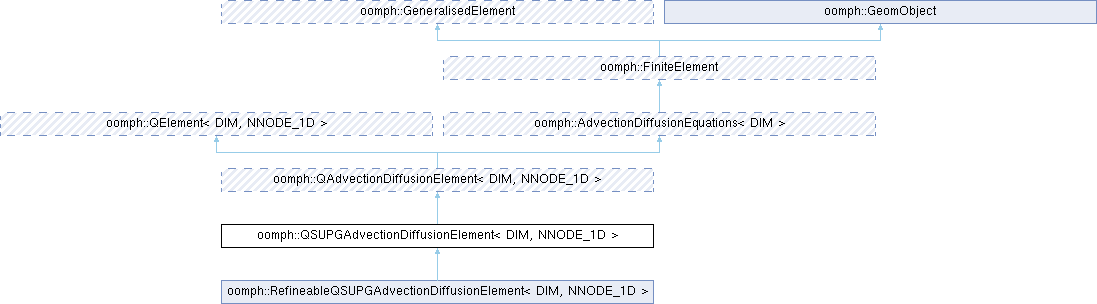 oomph::GeneralisedElement
oomph::GeomObject
oomph::FiniteElement
oomph::QElement< DIM, NNODE_1D >
oomph::AdvectionDiffusionEquations< DIM >
oomph::QAdvectionDiffusionElement< DIM, NNODE_1D >
oomph::QSUPGAdvectionDiffusionElement< DIM, NNODE_1D >
oomph::RefineableQSUPGAdvectionDiffusionElement< DIM, NNODE_1D >